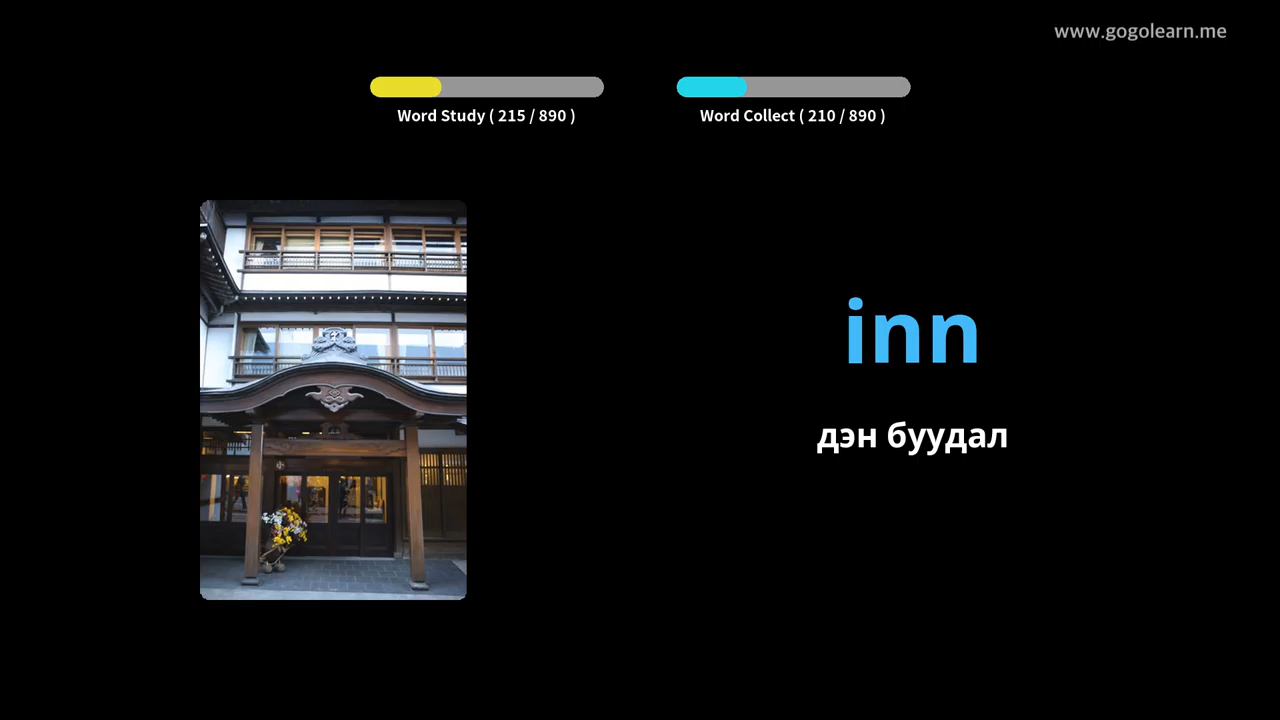 www.gogolearn.me
Word Study ( 215 / 890 )
Word Collect ( 210 / 890 )
inn
дэн буудал